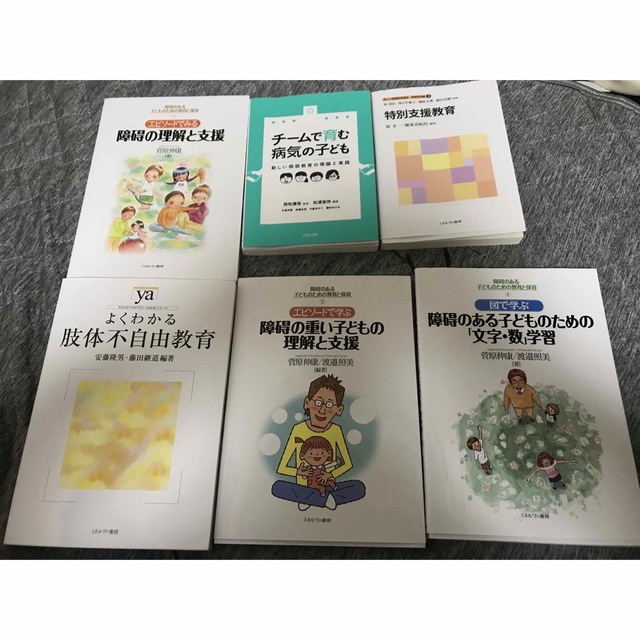 障碍のある
子どものための教育と保育
エピソードでみる
障碍の理解と支援
菅原伸康
[著]
ミネルヴァ書房
チームで育む
病気の子ども
新しい病弱教育の理論と実践
特別支援教育
ya
よくわかる
肢体不自由教育
安藤隆男・藤田継道 編著
ミネルヴァ書房
障碍のある
子どものための教育と保育
2
エピソードで学ぶ
障碍の重い子どもの
理解と支援
菅原伸康/渡邉照美
[編著]
ミネルヴァ書房
障碍のある
子どものための教育と保育
図で学ぶ
障碍のある子どものための
「文字・数」学習
菅原伸康/渡邉照美
[著]
ミネルヴァ書房